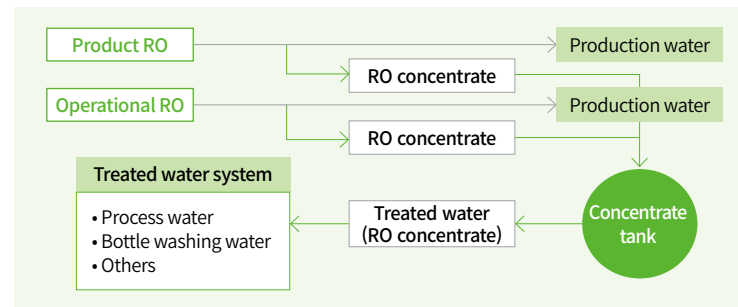 Product RO
Production water
RO concentrate
Operational RO
Production water
RO concentrate
Treated water system
• Process water
• Bottle washing water
• Others
Treated water
(RO concentrate)
Concentrate
tank